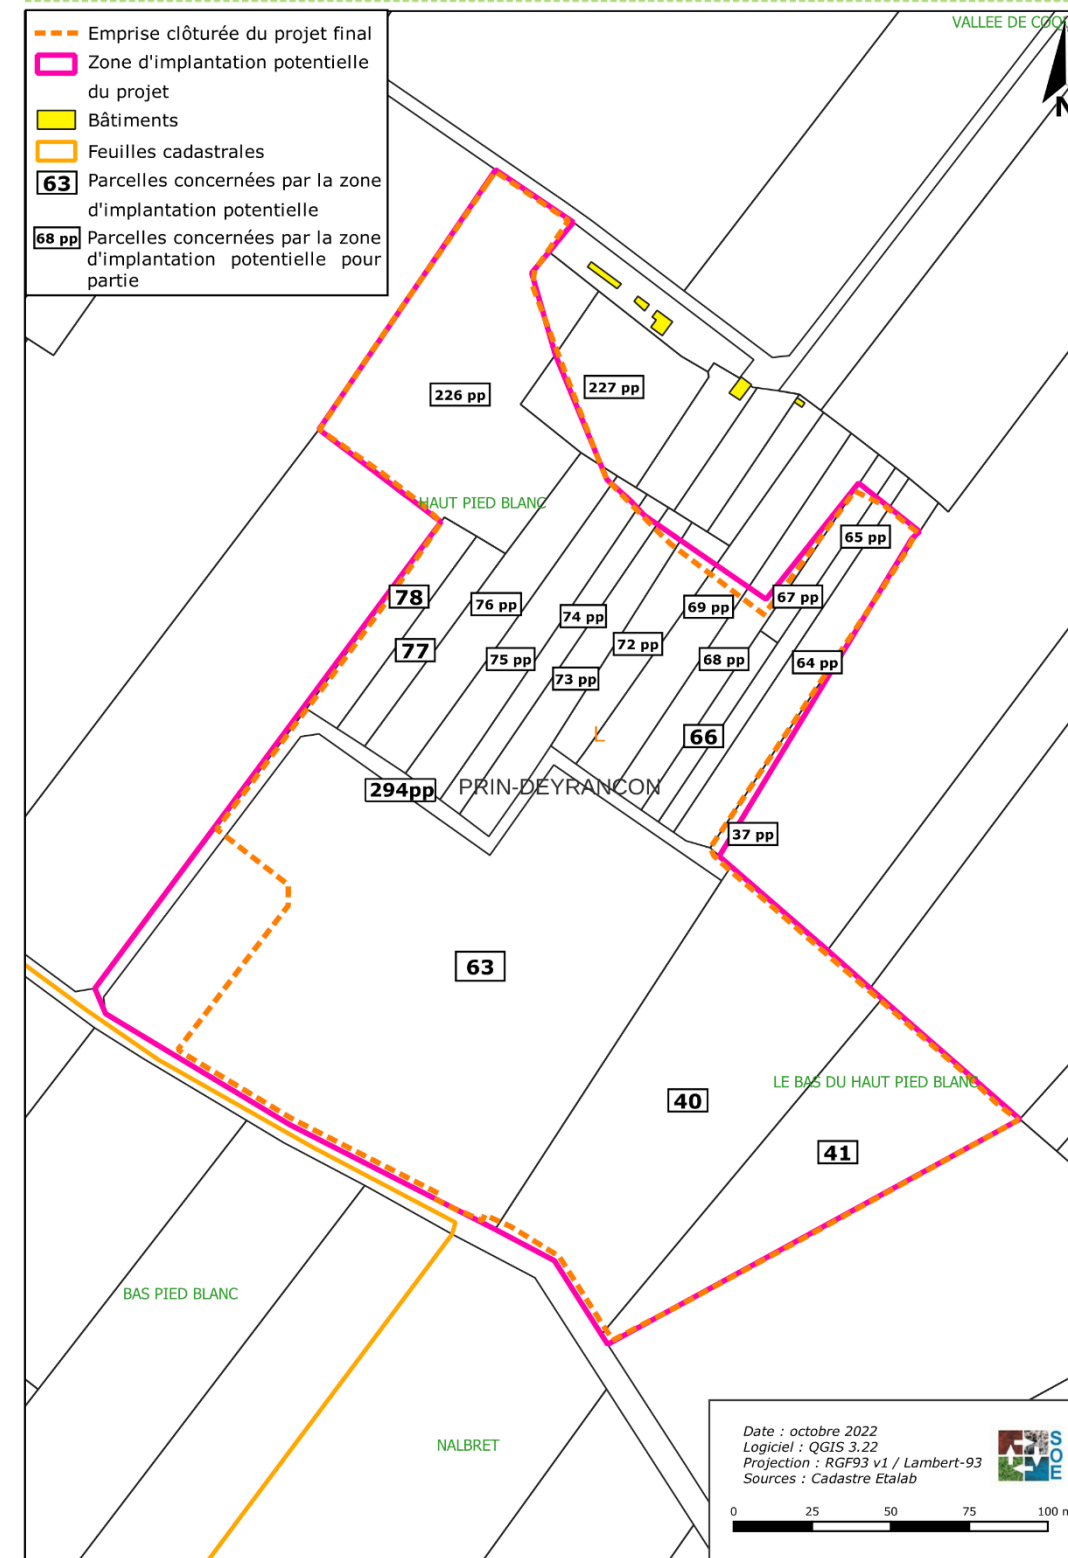 VALLEE DE COQ
Emprise clôturée du projet final
Zone d'implantation potentielle
du projet
Bâtiments
Feuilles cadastrales
63 Parcelles concernées par la zone
d'implantation potentielle
68 pp Parcelles concernées par la zone
d'implantation potentielle pour
partie
N
226 pp
227 pp
HAUT PIED BLANC
65 pp
78
76 pp
74 pp
69 pp
67 pp
77
75 pp
73 pp
72 pp
68 pp
64 pp
L
66
294pp
PRIN-DEYRANCON
37 pp
63
40
LE BAS DU HAUT PIED BLANC
41
BAS PIED BLANC
NALBRET
Date : octobre 2022
Logiciel : QGIS 3.22
Projection : RGF93 v1 / Lambert-93
Sources : Cadastre Etalab
SOE
0 25 50 75 100 m